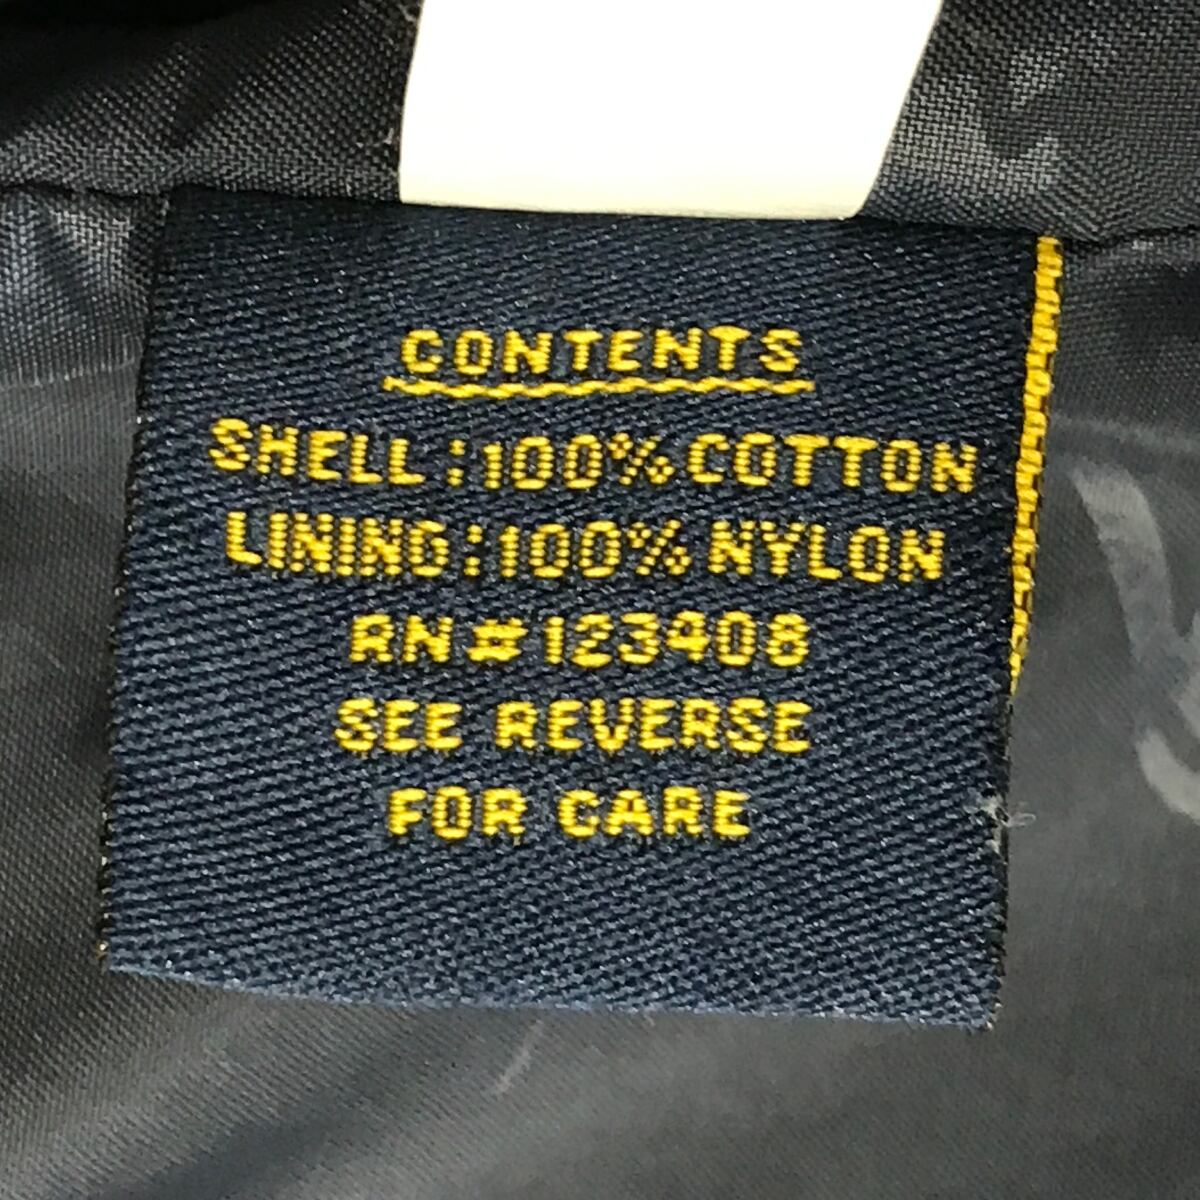 CONTENTS
SHELL:100% COTTON
LINING:100% NYLON
RN#123408
SEE REVERSE
FOR CARE